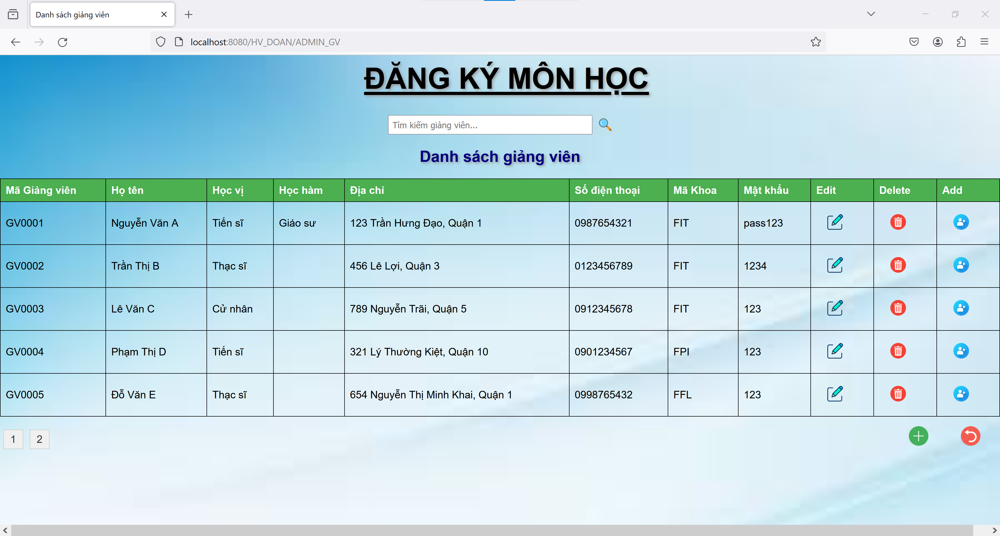 Danh sách giảng viên
localhost:8080/HV_DOAN/ADMIN_GV
ĐĂNG KÝ MÔN HỌC
Tìm kiếm giảng viên...
Danh sách giảng viên
Mã Giảng viên Họ tên Học vị Học hàm Địa chỉ Số điện thoại Mã Khoa Mật khẩu Edit Delete Add
GV0001 Nguyễn Văn A Tiến sĩ Giáo sư 123 Trần Hưng Đạo, Quận 1 0987654321 FIT pass123
GV0002 Trần Thị B Thạc sĩ 456 Lê Lợi, Quận 3 0123456789 FIT 1234
GV0003 Lê Văn C Cử nhân 789 Nguyễn Trãi, Quận 5 0912345678 FIT 123
GV0004 Phạm Thị D Tiến sĩ 321 Lý Thường Kiệt, Quận 10 0901234567 FPI 123
GV0005 Đỗ Văn E Thạc sĩ 654 Nguyễn Thị Minh Khai, Quận 1 0998765432 FFL 123
1 2